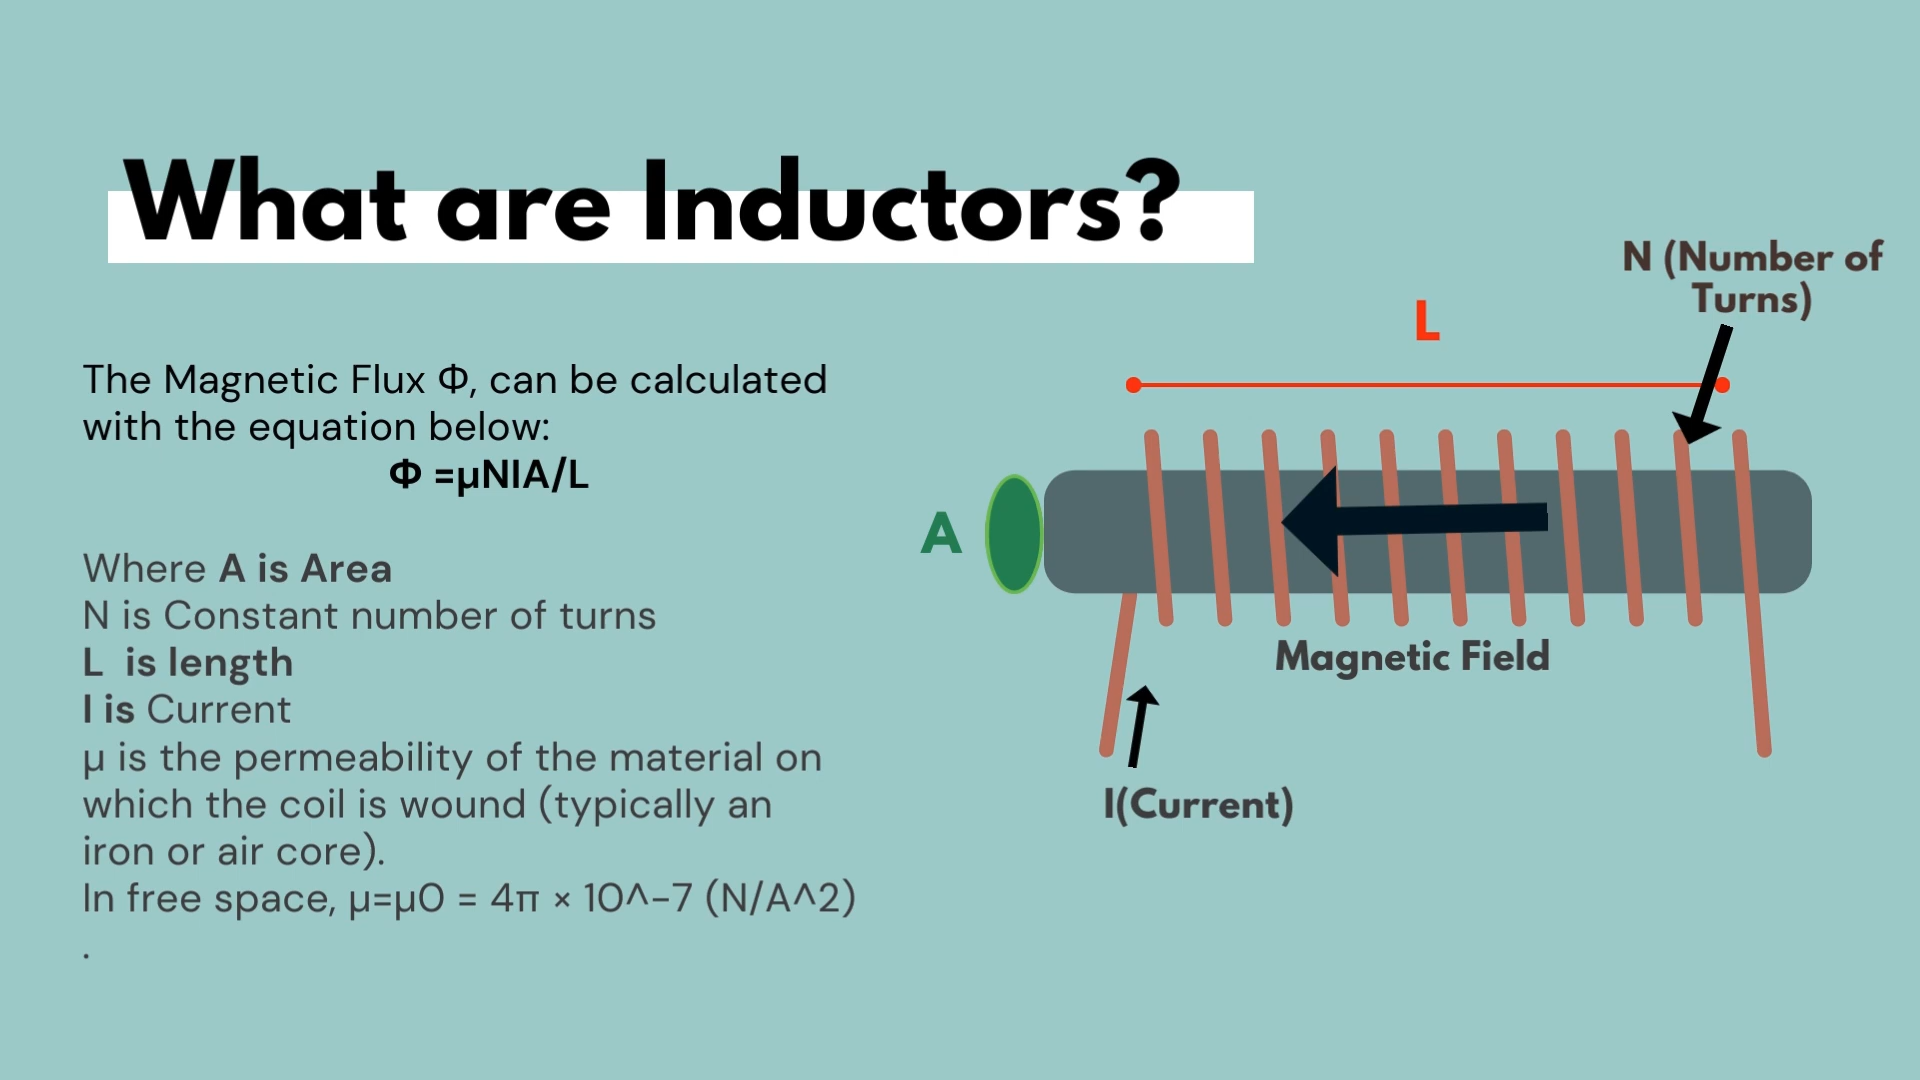 What are Inductors?
N (Number of
Turns)
L
The Magnetic Flux Φ, can be calculated
with the equation below:
Φ =μNIA/L
A
Where A is Area
N is Constant number of turns
L  is length
I is Current
μ is the permeability of the material on
which the coil is wound (typically an
iron or air core).
In free space, μ=μ0 = 4π × 10^-7 (N/A^2)
.
Magnetic Field
I(Current)